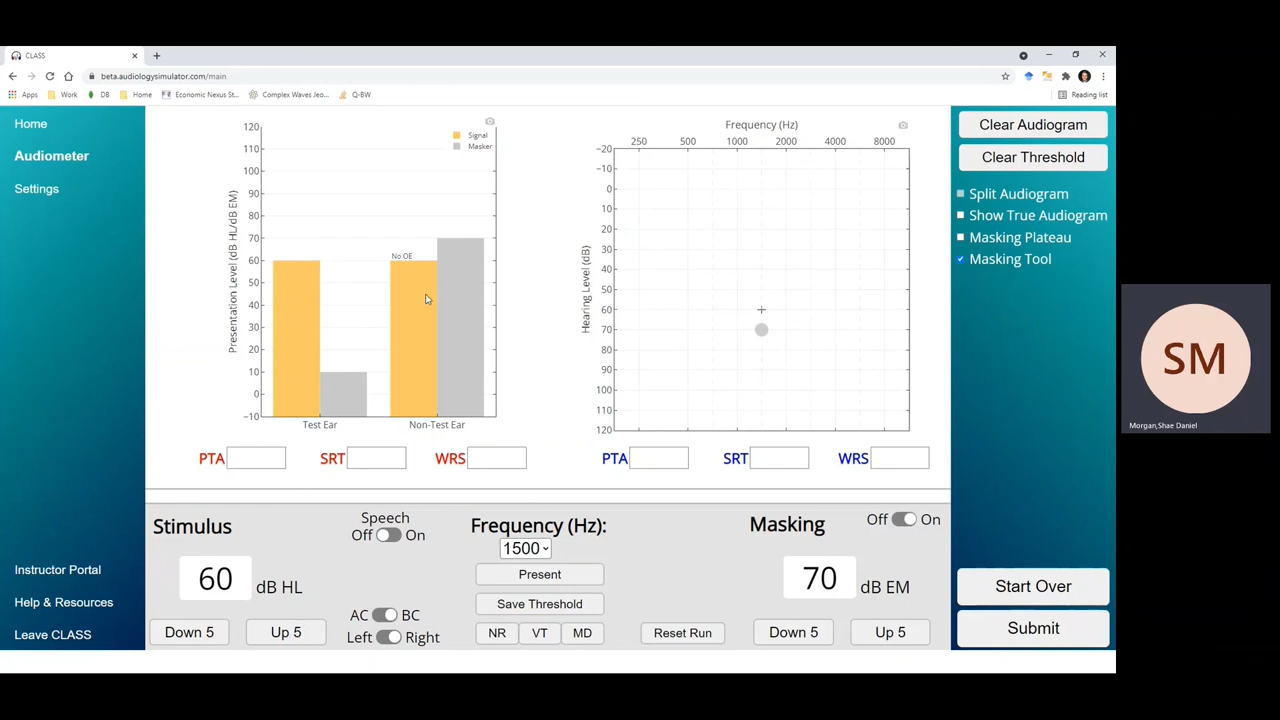 CLASS
beta.audiologysimulator.com/main
Apps Work DB Home Economic Nexus St... Complex Waves Jeo... Q-BW Reading list
Home
Audiometer
Settings
Instructor Portal
Help & Resources
Leave CLASS
120
110
100
90
80
70
60
50
40
30
20
10
0
−10
Presentation Level (dB HL/dB EM)
Signal
Masker
No OE
Test Ear Non-Test Ear
Frequency (Hz)
250 500 1000 2000 4000 8000
−20
−10
0
10
20
30
40
50
60
70
80
90
100
110
120
Hearing Level (dB)
PTA SRT WRS PTA SRT WRS
Clear Audiogram
Clear Threshold
Split Audiogram
Show True Audiogram
Masking Plateau
Masking Tool
Start Over
Submit
Stimulus
60 dB HL
Down 5 Up 5
Speech
Off On
AC BC
Left Right
Frequency (Hz):
1500
Present
Save Threshold
NR VT MD
Reset Run
Masking
Off On
70 dB EM
Down 5 Up 5
SM
Morgan,Shae Daniel